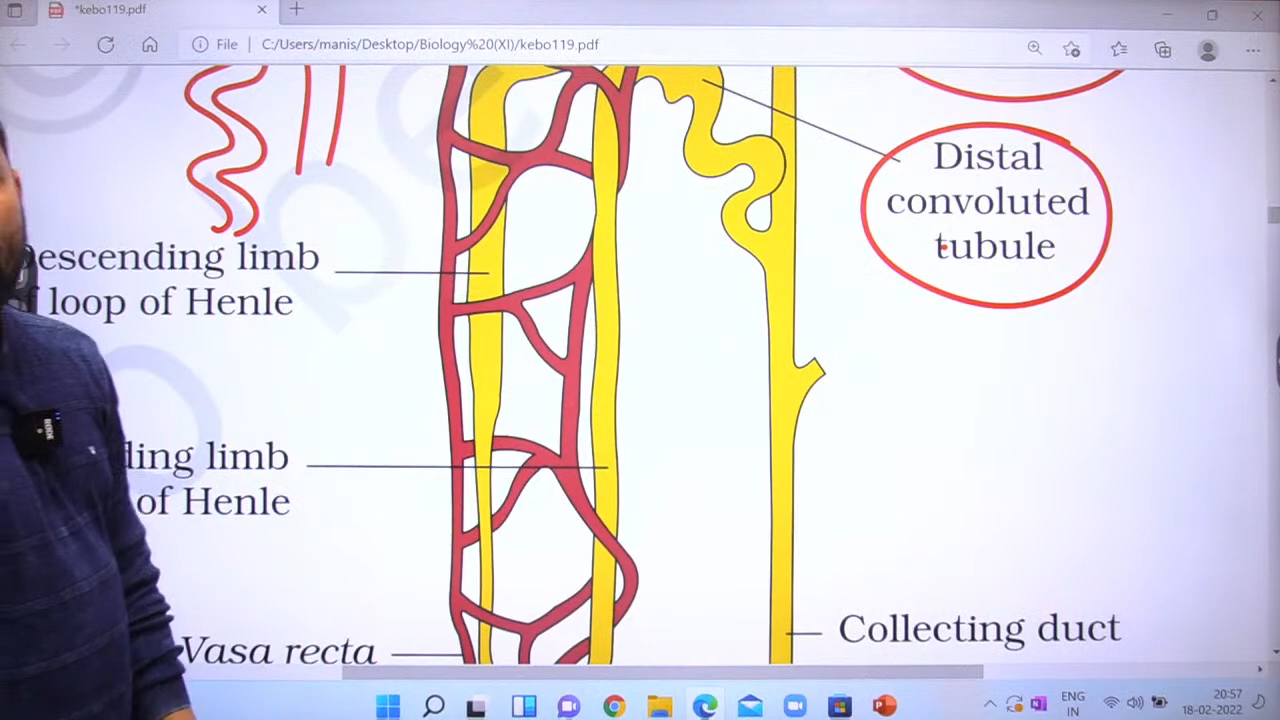 *kebo119.pdf
File
C:/Users/manis/Desktop/Biology%20(XI)/kebo119.pdf
Distal
convoluted
tubule
escending limb
f loop of Henle
ding limb
of Henle
Vasa recta
Collecting duct
ENG
IN
20:57
18-02-2022